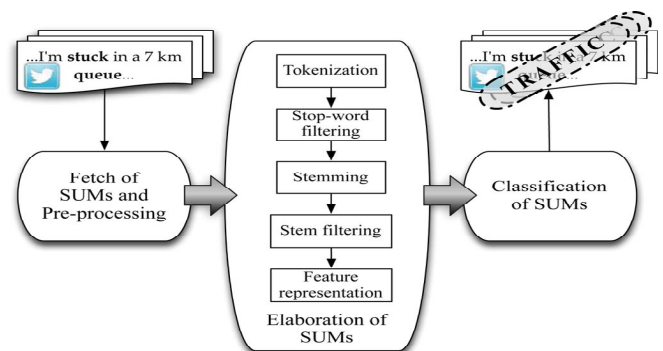 ...I'm stuck in a 7 km
queue...
Fetch of
SUMs and
Pre-processing
Tokenization
Stop-word
filtering
Stemming
Stem filtering
Feature
representation
Elaboration of
SUMs
...I'm stuck in a 7 km
queue...
TRAFFIC
Classification
of SUMs